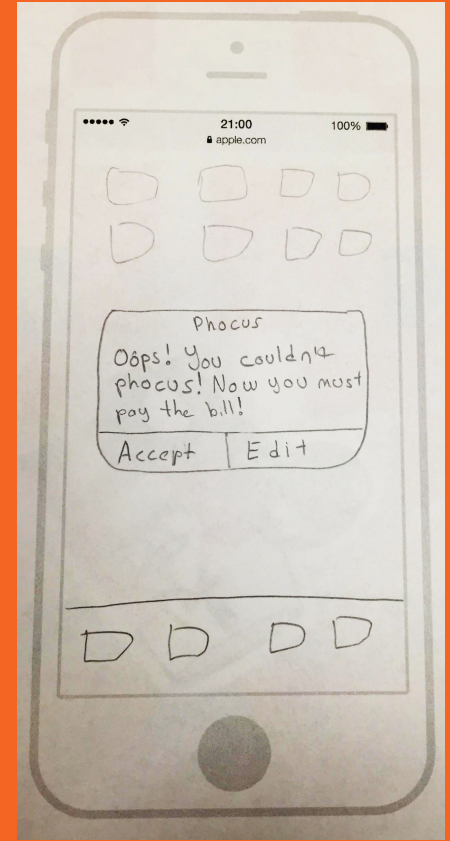 21:00
100%
apple.com
Phocus
Oops! You couldn't
phocus! Now you must
pay the bill!
Accept
Edit